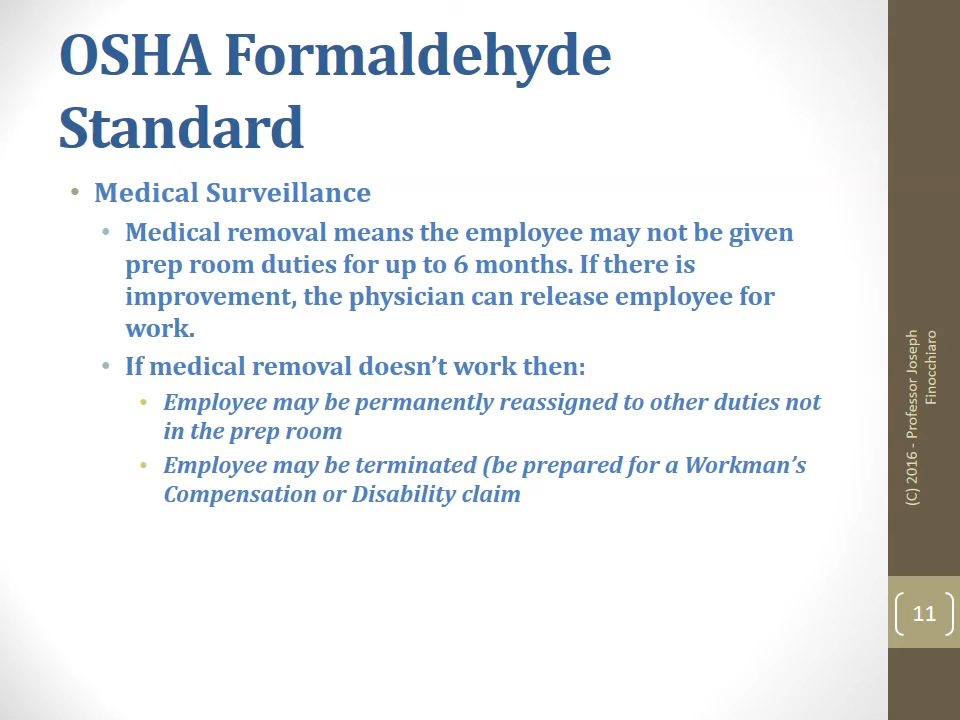 OSHA Formaldehyde
Standard
• Medical Surveillance
• Medical removal means the employee may not be given
prep room duties for up to 6 months. If there is
improvement, the physician can release employee for
work.
• If medical removal doesn’t work then:
• Employee may be permanently reassigned to other duties not
in the prep room
• Employee may be terminated (be prepared for a Workman’s
Compensation or Disability claim
(C) 2016 - Professor Joseph
Finocchiaro
11